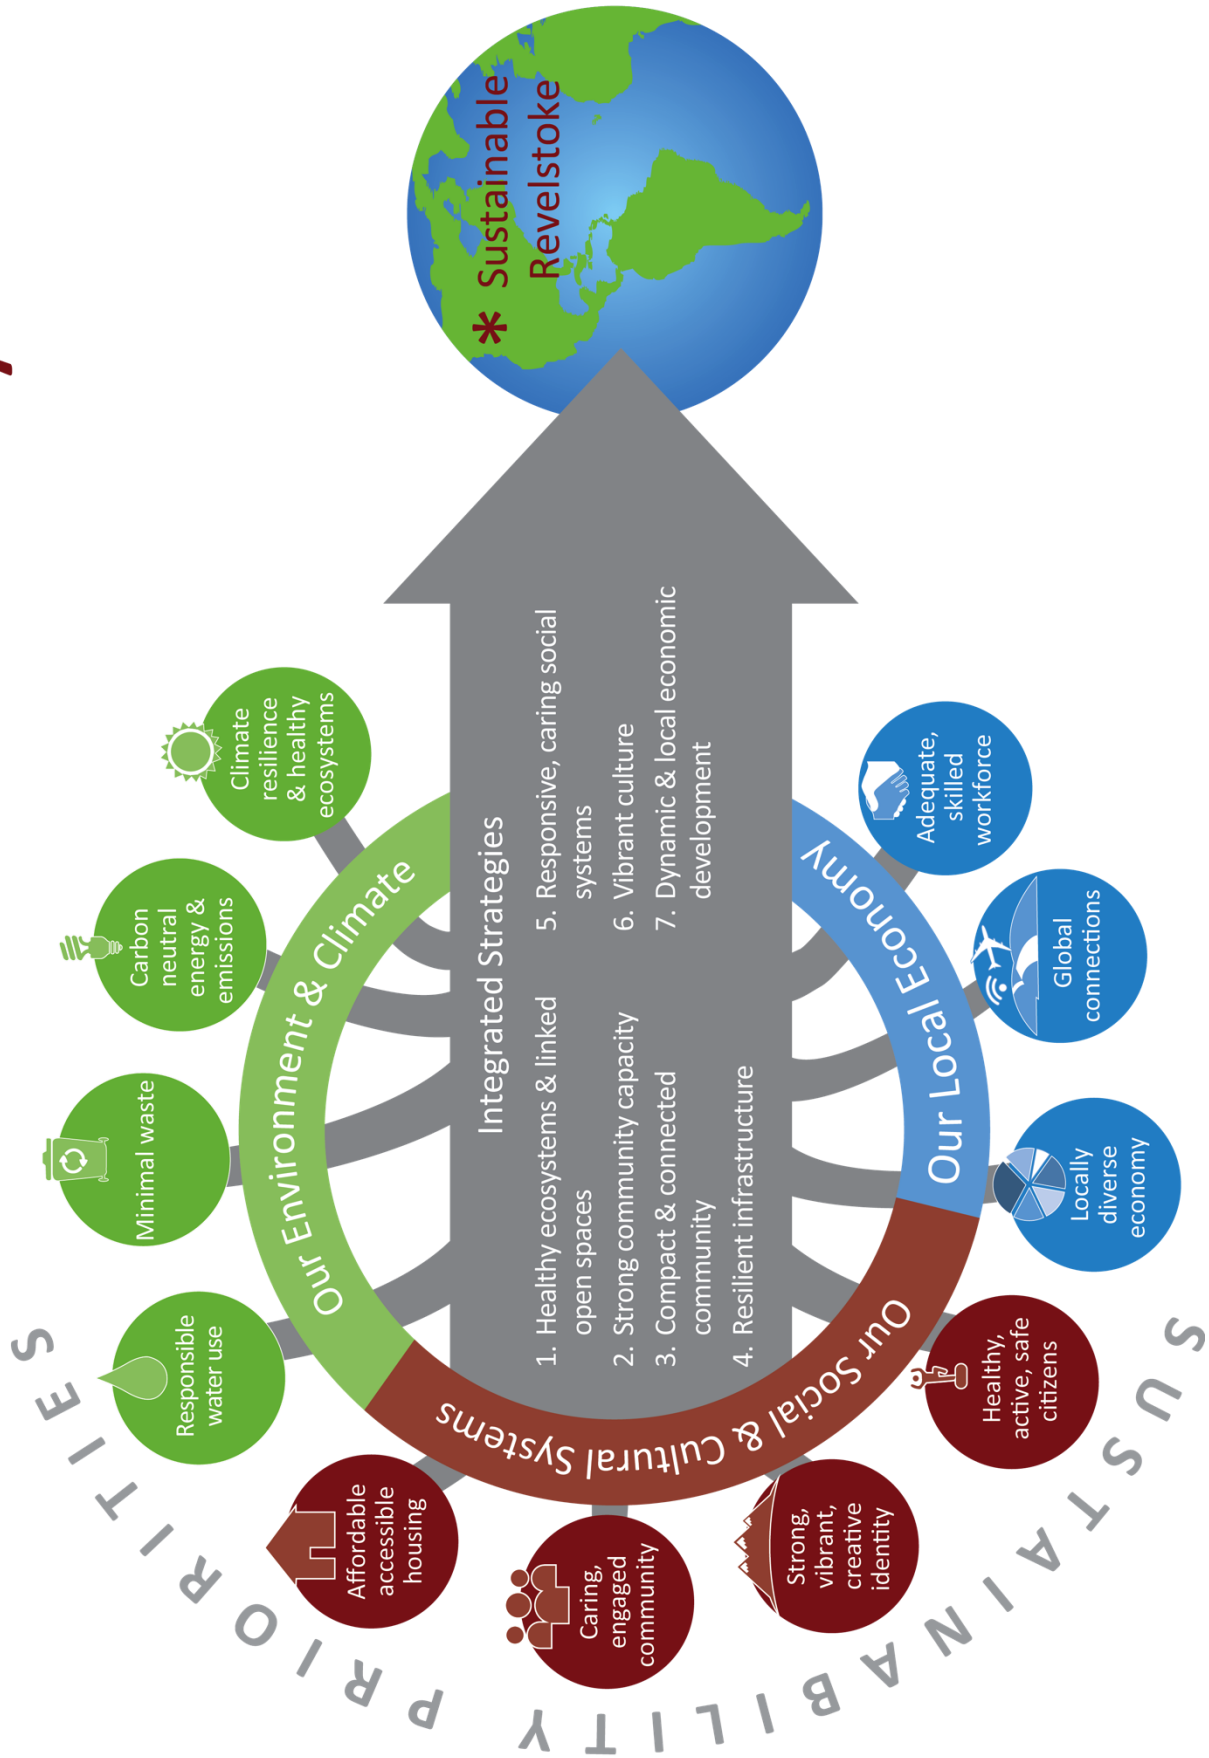 SUSTAINABILITY PRIORITIES
Climate
resilience
& healthy
ecosystems
Carbon
neutral
energy &
emissions
Minimal waste
Responsible
water use
Affordable
accessible
housing
Caring,
engaged
community
Strong,
vibrant,
creative
identity
Healthy,
active, safe
citizens
Locally
diverse
economy
Global
connections
Adequate,
skilled
workforce
Our Environment & Climate
Our Social & Cultural Systems
Our Local Economy
Integrated Strategies
1. Healthy ecosystems & linked
open spaces
2. Strong community capacity
3. Compact & connected
community
4. Resilient infrastructure
5. Responsive, caring social
systems
6. Vibrant culture
7. Dynamic & local economic
development
* Sustainable
Revelstoke